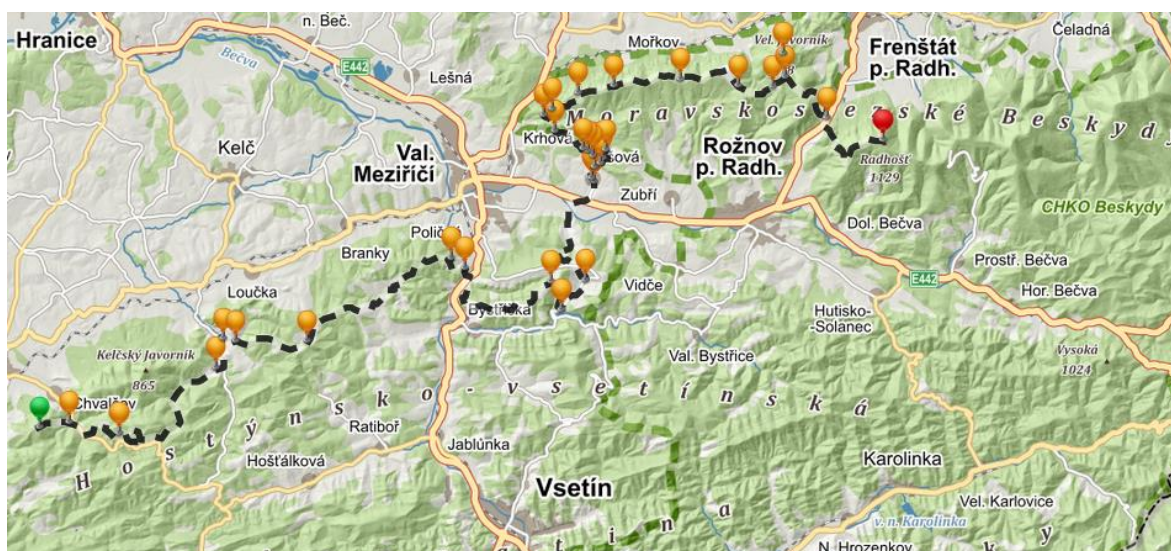 n. Beč.
Hranice
Bečva
E442
Lešná
Mořkov
Vel. Javorník
Frenštát
p. Radh.
Čeladná
Kelč
Val.
Meziříčí
Krhová
Rožnov
p. Radh.
Radhošť
1129
Zubří
CHKO Beskydy
Dol. Bečva
Branky
Prostř. Bečva
E442
Hor. Bečva
Loučka
Vidče
Bystřička
Hutisko-
Solanec
Kelčský Javorník
865
Val. Bystřice
Vysoká
1024
Ratiboř
Jablůnka
Hošťálková
Karolinka
Vsetín
Vel. Karlovice
v. n. Karolinka
N. Hrozenkov